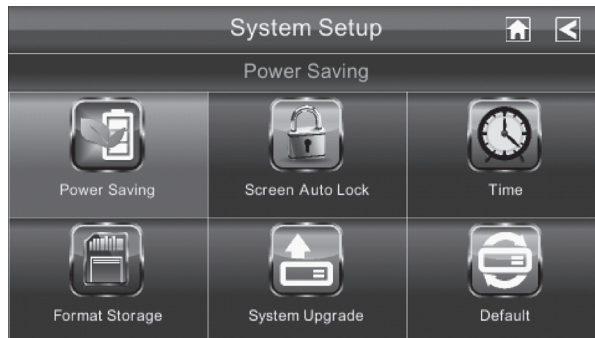 System Setup
Power Saving
Power Saving
Screen Auto Lock
Time
Format Storage
System Upgrade
Default